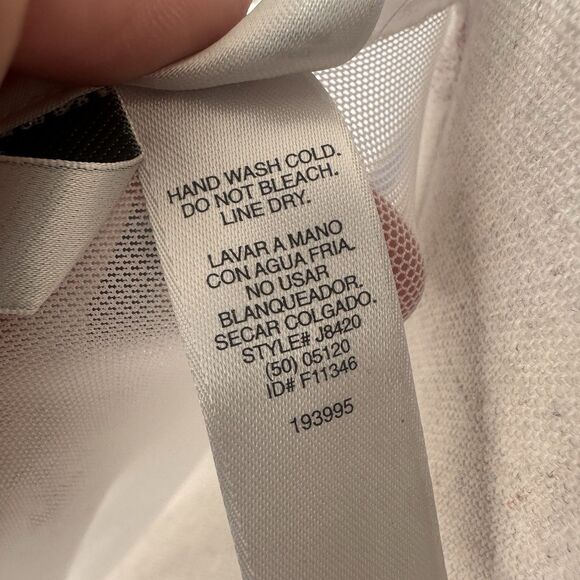 HAND WASH COLD.
DO NOT BLEACH.
LINE DRY.
LAVAR A MANO
CON AGUA FRIA.
NO USAR
BLANQUEADOR.
SECAR COLGADO.
STYLE# J8420
(50) 05120
ID# F11346
193995